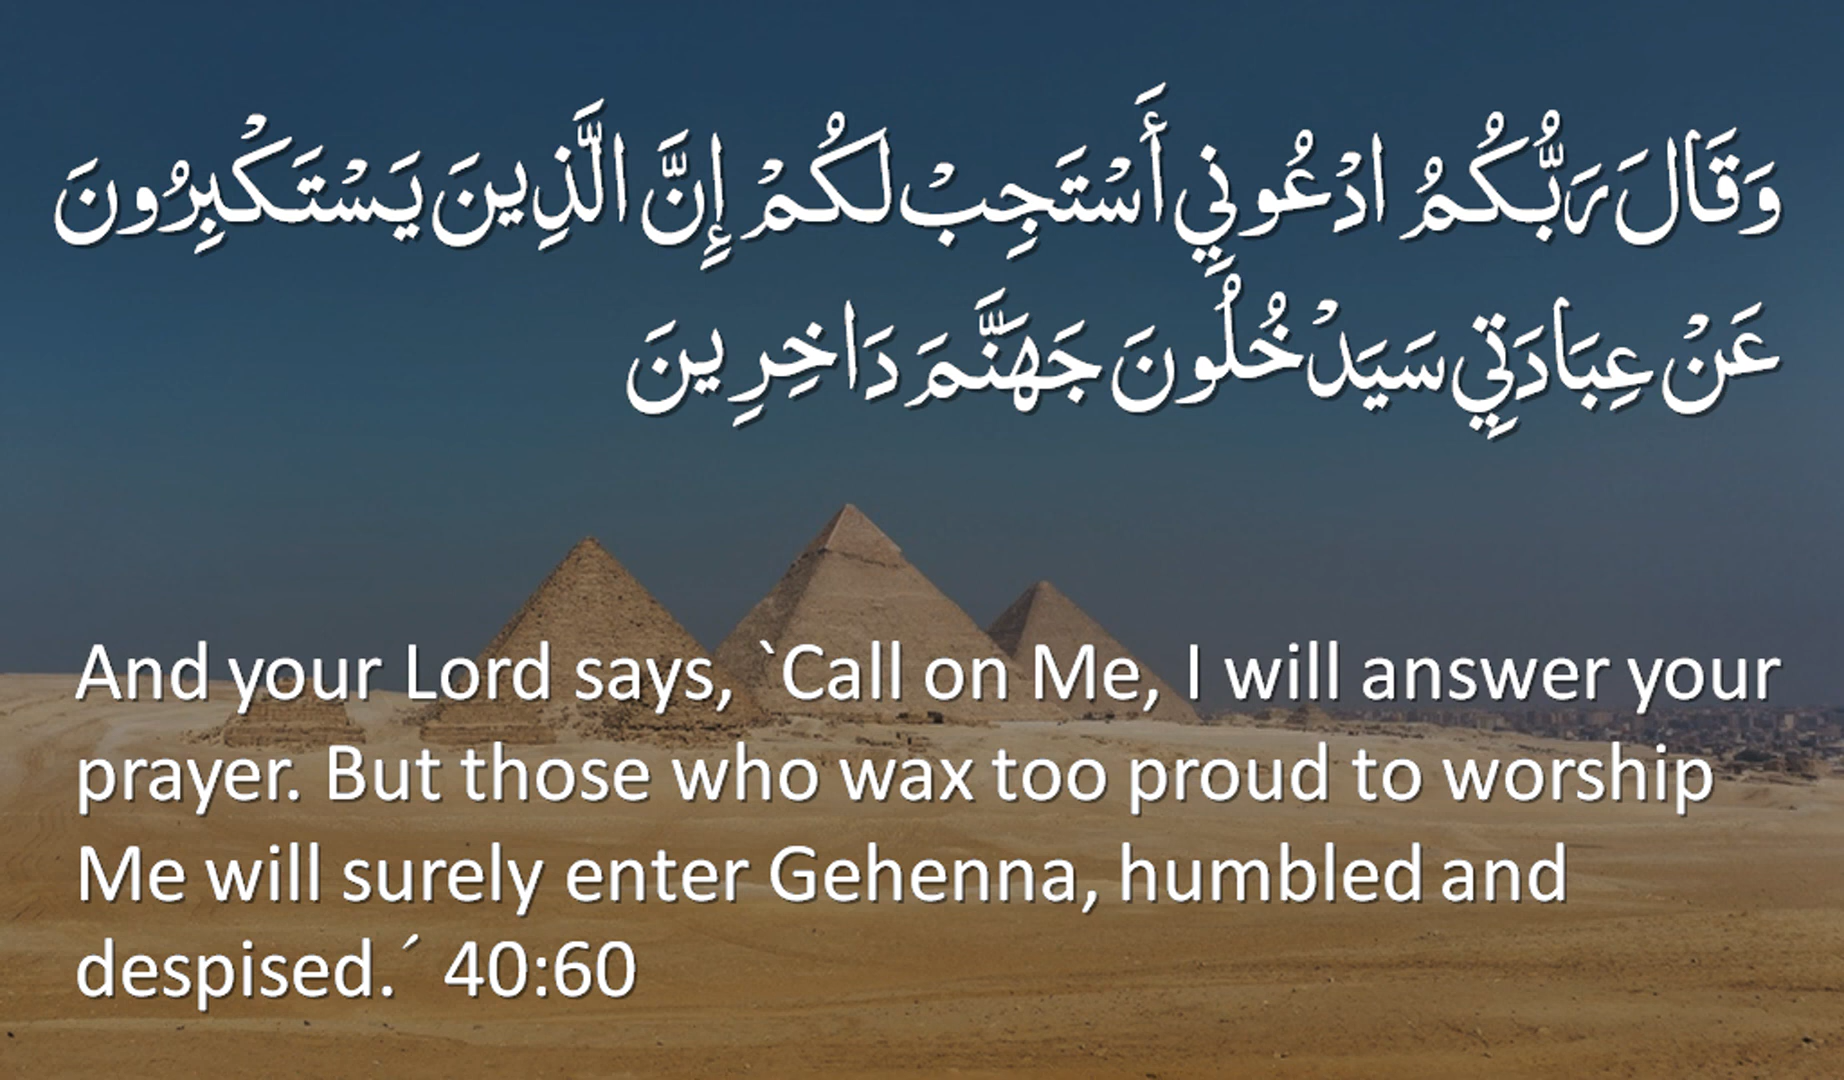 وَقَالَ رَبُّكُمُ ادْعُونِي أَسْتَجِبْ لَكُمْ إِنَّ الَّذِينَ يَسْتَكْبِرُونَ
عَنْ عِبَادَتِي سَيَدْخُلُونَ جَهَنَّمَ دَاخِرِينَ
And your Lord says, `Call on Me, I will answer your
prayer. But those who wax too proud to worship
Me will surely enter Gehenna, humbled and
despised.´ 40:60